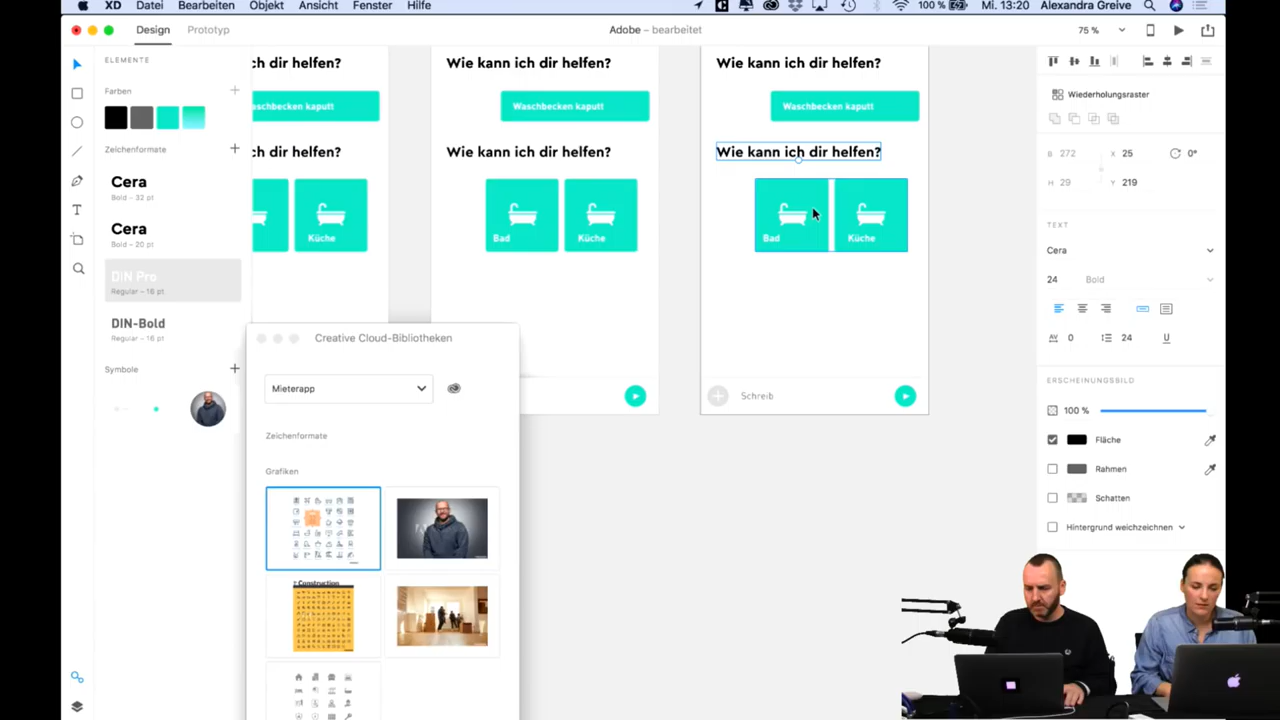 XD Datei Bearbeiten Objekt Ansicht Fenster Hilfe
100 % Mi. 13:20 Alexandra Greive
Design Prototyp
Adobe – bearbeitet
75 %
ELEMENTE
Farben
Zeichenformate
Cera
Bold – 32 pt
Cera
Bold – 20 pt
DIN Pro
Regular – 16 pt
DIN-Bold
Regular – 16 pt
Symbole
ch dir helfen?
aschbecken kaputt
ch dir helfen?
Küche
Wie kann ich dir helfen?
Waschbecken kaputt
Wie kann ich dir helfen?
Bad
Küche
Wie kann ich dir helfen?
Waschbecken kaputt
Wie kann ich dir helfen?
Bad
Küche
Schreib
Creative Cloud-Bibliotheken
Mieterapp
Zeichenformate
Grafiken
Construction
Wiederholungsraster
B 272 X 25 0°
H 29 Y 219
TEXT
Cera
24 Bold
AV 0 24 U
ERSCHEINUNGSBILD
100 %
Fläche
Rahmen
Schatten
Hintergrund weichzeichnen